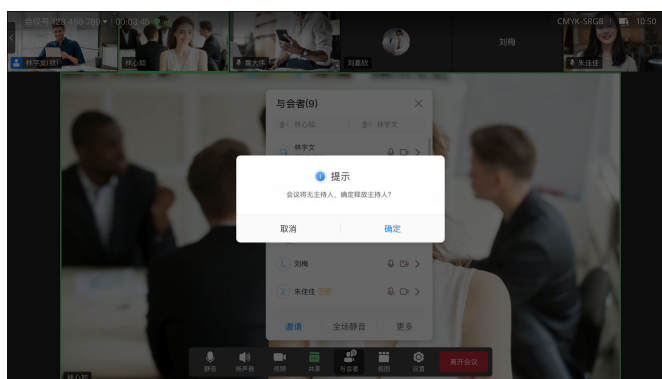 会议号 123 456 789 00:03:45
CMYK-SRGB 10:50
林宇文(我)
林心如
黄大伟
刘嘉欣
刘梅
朱佳佳
与会者(9)
林心如
林宇文
林宇文
提示
会议将无主持人，确定释放主持人?
取消
确定
L 刘梅
Z 朱佳佳
邀请
全场静音
更多
静音
扬声器
视频
共享
与会者
视图
设置
离开会议
林心如